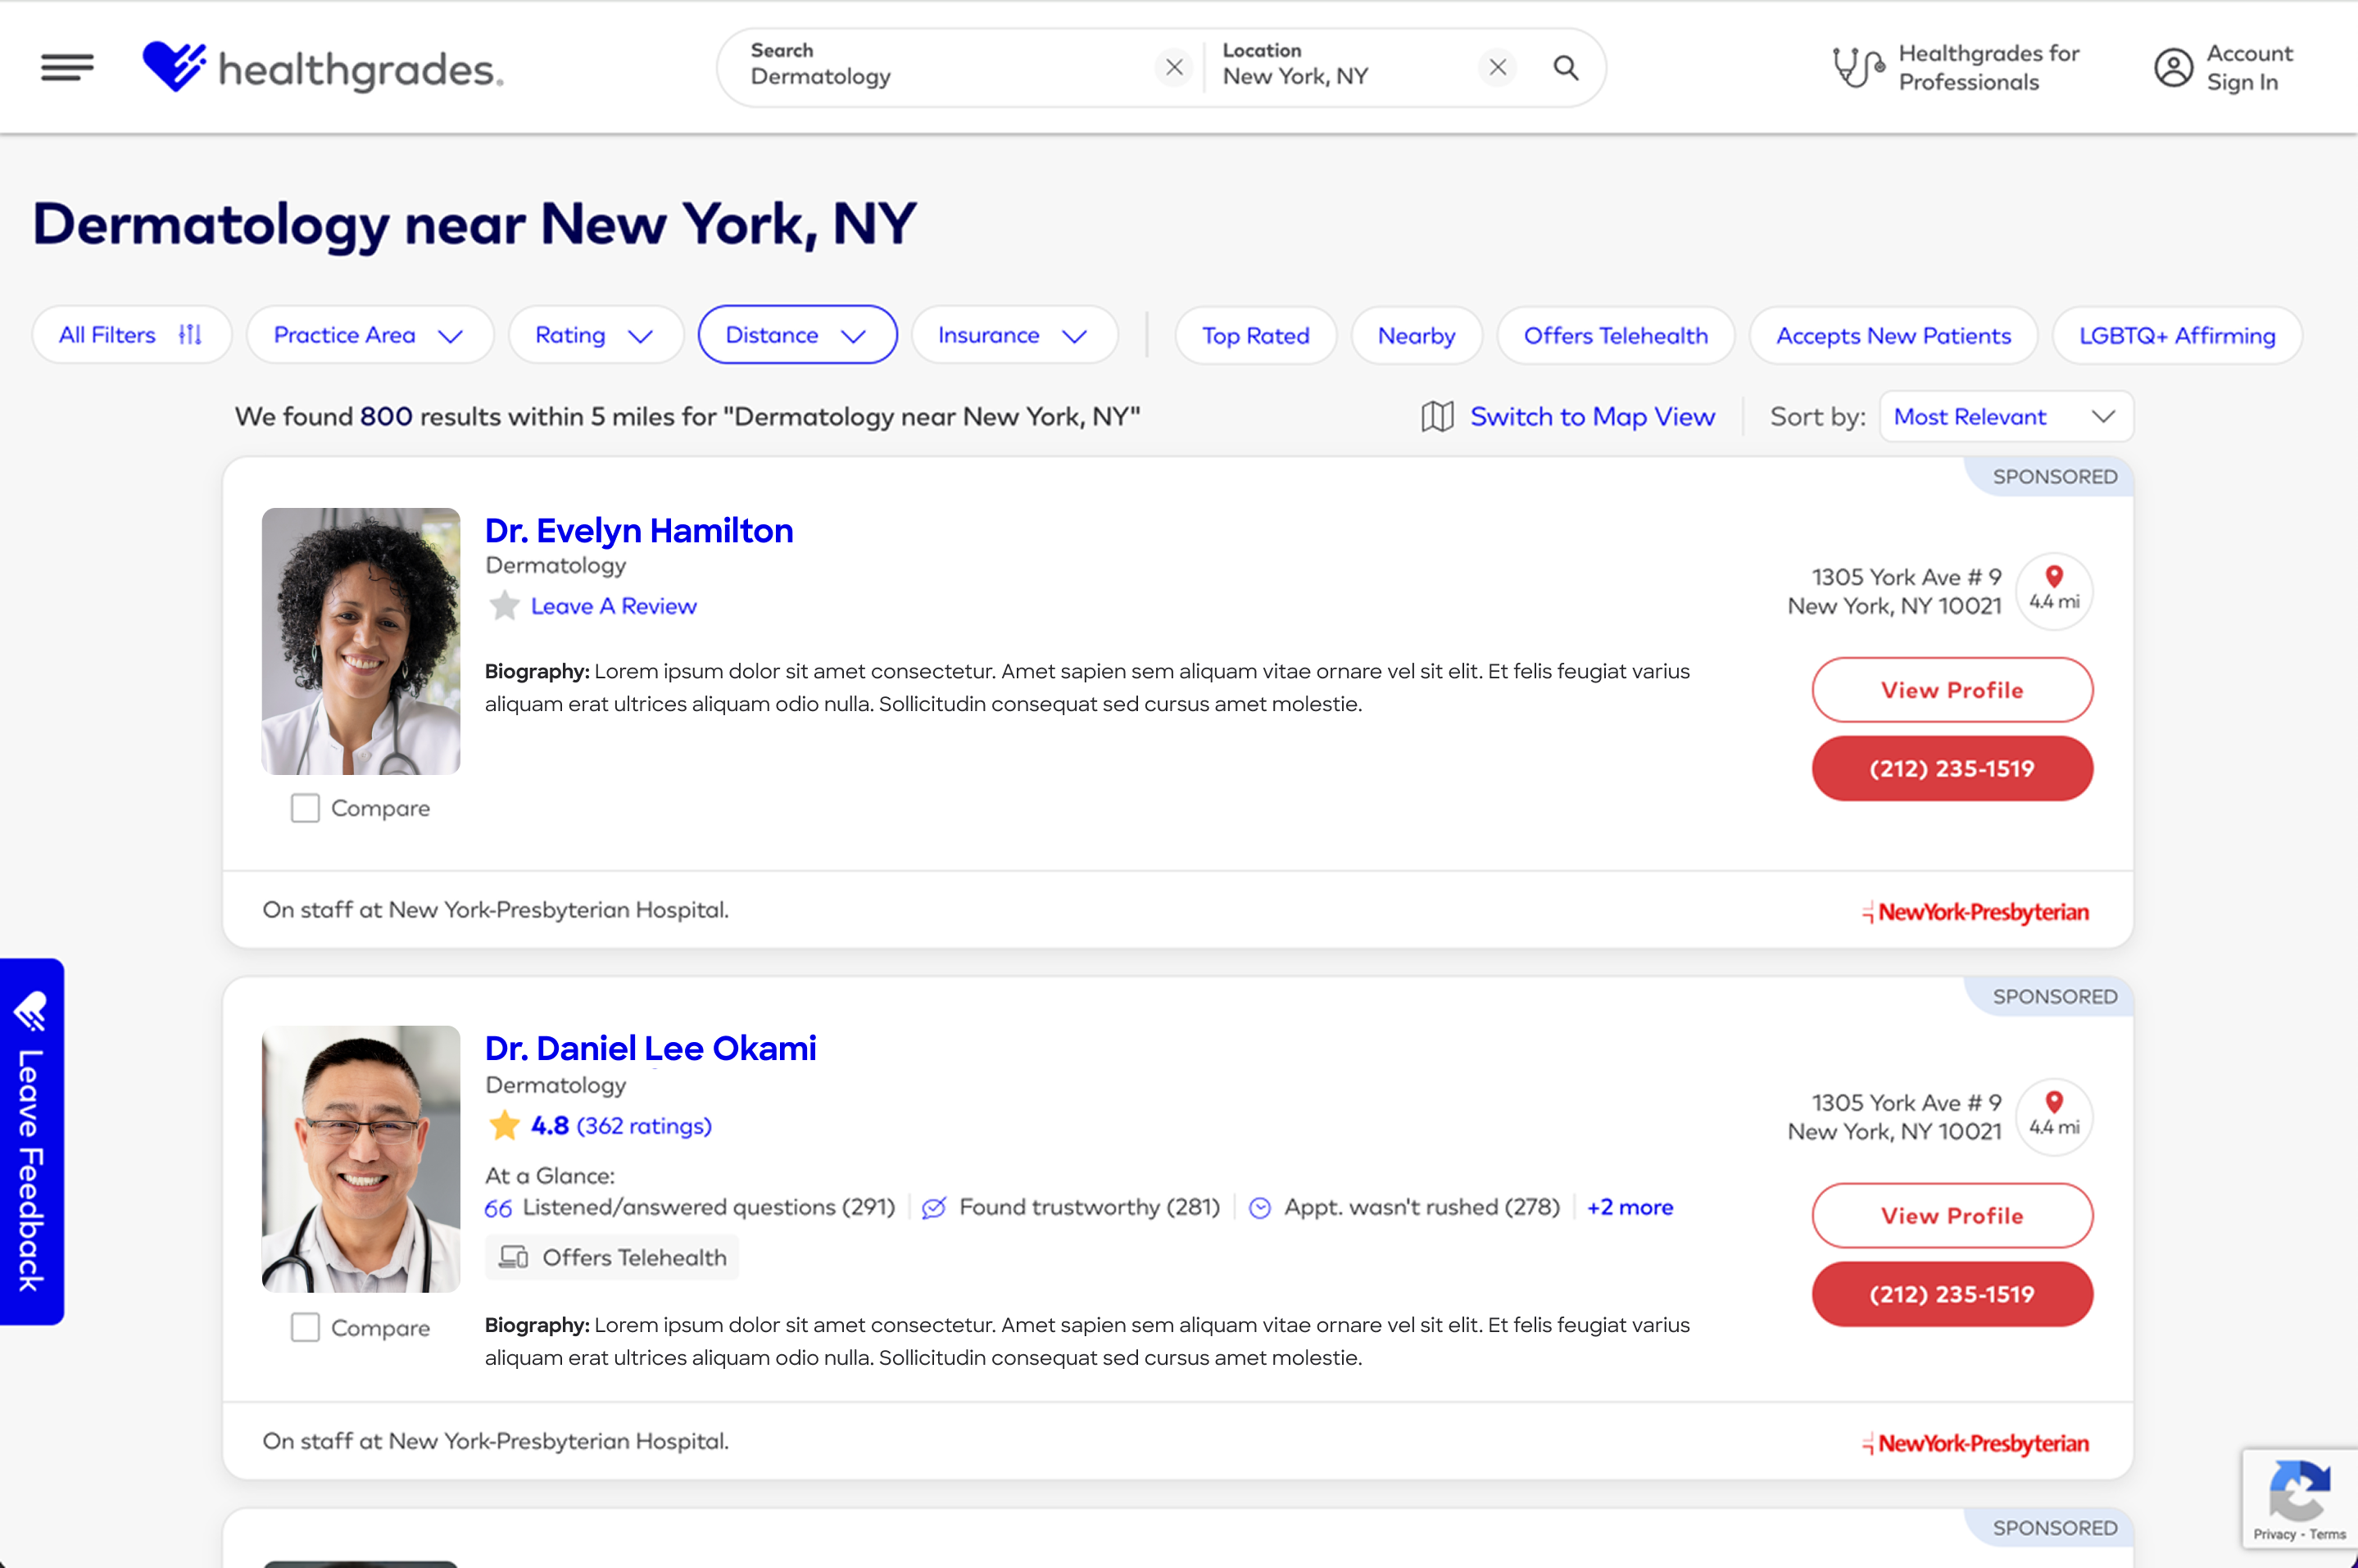 healthgrades.
Search
Dermatology
Location
New York, NY
Healthgrades for
Professionals
Account
Sign In
Dermatology near New York, NY
All Filters
Practice Area
Rating
Distance
Insurance
Top Rated
Nearby
Offers Telehealth
Accepts New Patients
LGBTQ+ Affirming
We found 800 results within 5 miles for "Dermatology near New York, NY"
Switch to Map View
Sort by:
Most Relevant
SPONSORED
Dr. Evelyn Hamilton
Dermatology
Leave A Review
Biography: Lorem ipsum dolor sit amet consectetur. Amet sapien sem aliquam vitae ornare vel sit elit. Et felis feugiat varius
aliquam erat ultrices aliquam odio nulla. Sollicitudin consequat sed cursus amet molestie.
Compare
1305 York Ave # 9
New York, NY 10021
4.4 mi
View Profile
(212) 235-1519
On staff at New York-Presbyterian Hospital.
NewYork-Presbyterian
SPONSORED
Dr. Daniel Lee Okami
Dermatology
4.8 (362 ratings)
At a Glance:
Listened/answered questions (291)
Found trustworthy (281)
Appt. wasn't rushed (278)
+2 more
Offers Telehealth
Biography: Lorem ipsum dolor sit amet consectetur. Amet sapien sem aliquam vitae ornare vel sit elit. Et felis feugiat varius
aliquam erat ultrices aliquam odio nulla. Sollicitudin consequat sed cursus amet molestie.
Compare
1305 York Ave # 9
New York, NY 10021
4.4 mi
View Profile
(212) 235-1519
On staff at New York-Presbyterian Hospital.
NewYork-Presbyterian
SPONSORED
Leave Feedback
Privacy - Terms